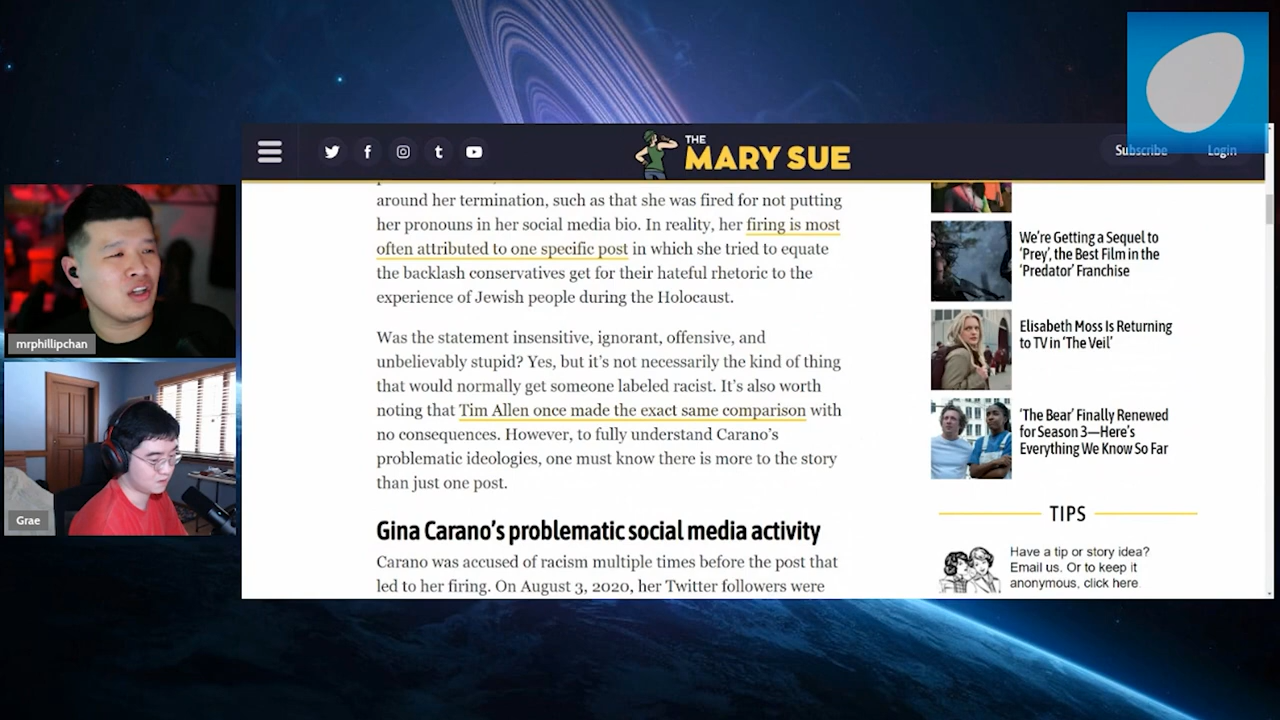 THE
MARY SUE
Subscribe
Login
around her termination, such as that she was fired for not putting
her pronouns in her social media bio. In reality, her firing is most
often attributed to one specific post in which she tried to equate
the backlash conservatives get for their hateful rhetoric to the
experience of Jewish people during the Holocaust.
Was the statement insensitive, ignorant, offensive, and
unbelievably stupid? Yes, but it’s not necessarily the kind of thing
that would normally get someone labeled racist. It’s also worth
noting that Tim Allen once made the exact same comparison with
no consequences. However, to fully understand Carano’s
problematic ideologies, one must know there is more to the story
than just one post.
Gina Carano’s problematic social media activity
Carano was accused of racism multiple times before the post that
led to her firing. On August 3, 2020, her Twitter followers were
We’re Getting a Sequel to
‘Prey’, the Best Film in the
‘Predator’ Franchise
Elisabeth Moss Is Returning
to TV in ‘The Veil’
‘The Bear’ Finally Renewed
for Season 3—Here’s
Everything We Know So Far
TIPS
Have a tip or story idea?
Email us. Or to keep it
anonymous, click here.
mrphillipchan
Grae